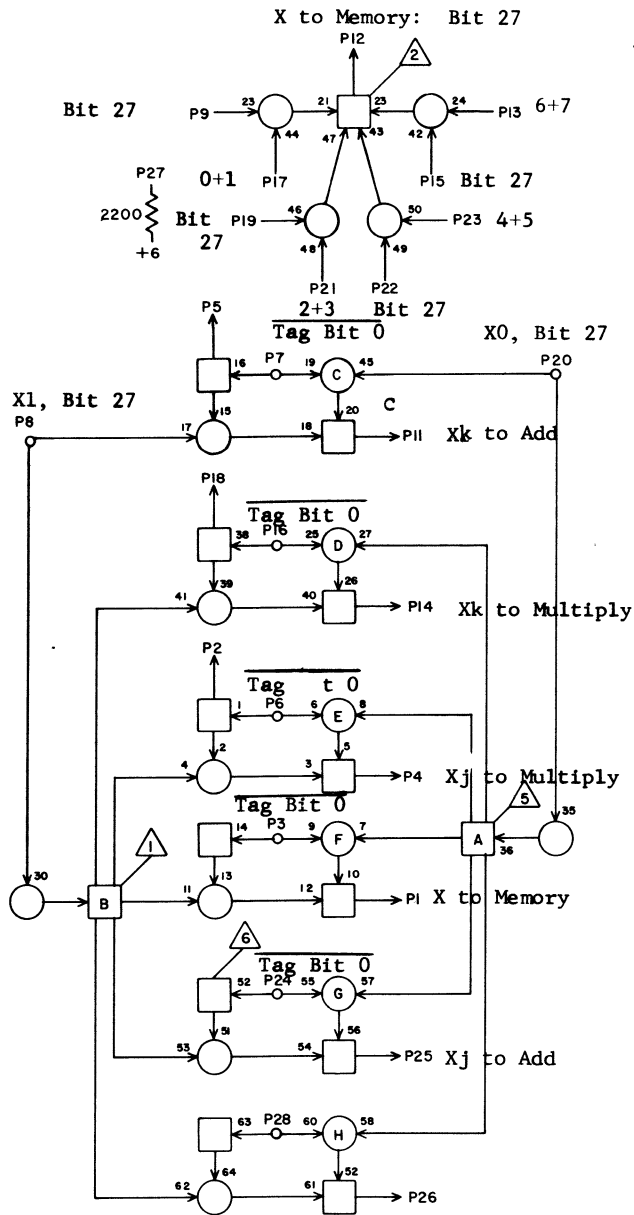 X to Memory: Bit 27
P12
2
Bit 27 P9 23 21 23 24 P13 6+7
44 47 43 42
P27 0+1 P17 P15 Bit 27
2200 Bit 27 P19 46 50 P23 4+5
+6 48 49
P21 P22
2+3 Bit 27
P5 Tag Bit 0 X0, Bit 27
16 P7 19 C 45 P20
X1, Bit 27 15 20 C
P8 17 18 P11 Xk to Add
P18 Tag Bit 0
38 P16 25 D 27
39 26
41 40 P14 Xk to Multiply
P2 Tag t 0
1 P6 6 E 8
2 5
4 3 P4 Xj to Multiply
Tag Bit 0 5 35
1 14 P3 9 F 7 A 36
30 13 10
B 11 12 P1 X to Memory
6 Tag Bit 0
52 P24 55 G 57
51 56
53 54 P25 Xj to Add
63 P28 60 H 58
64 52
62 61 P26